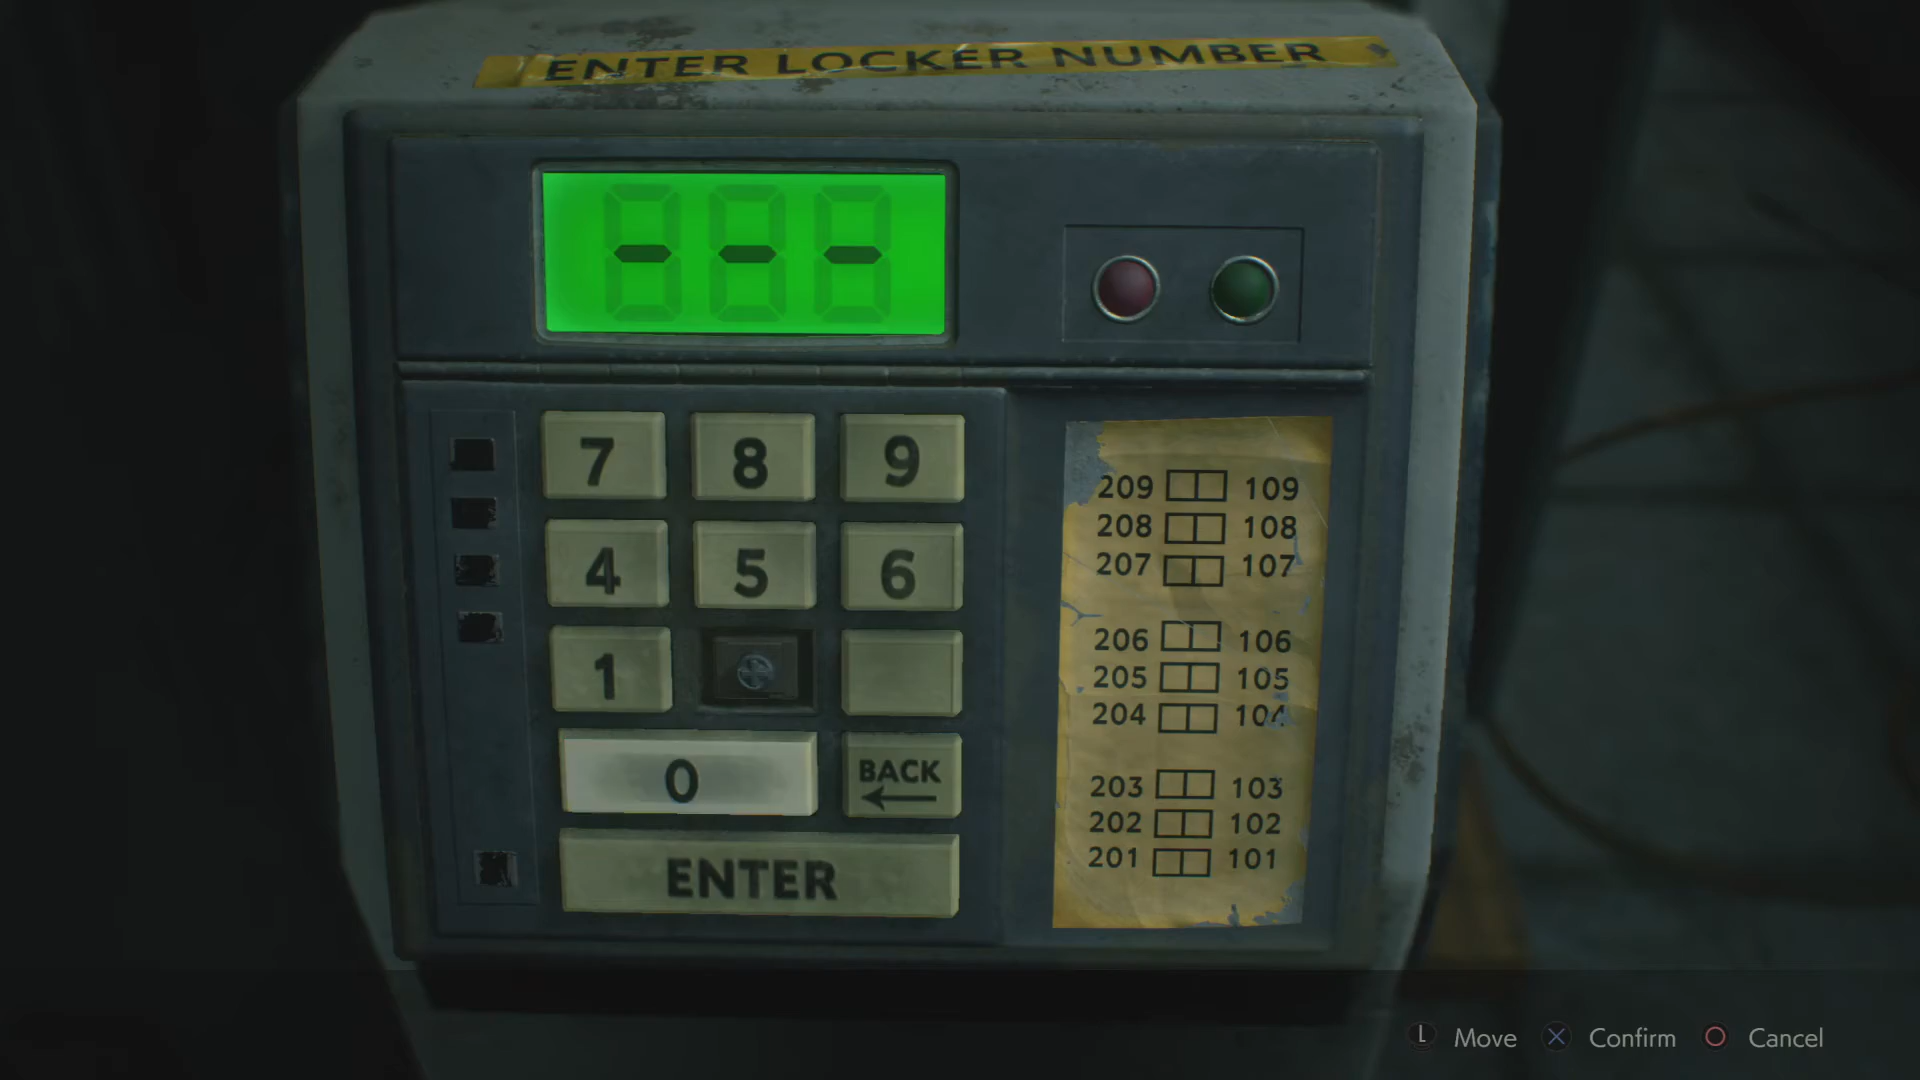 ENTER LOCKER NUMBER
- - -
7 8 9
4 5 6
1
0 BACK
ENTER
209 109
208 108
207 107
206 106
205 105
204 104
203 103
202 102
201 101
L Move Confirm Cancel